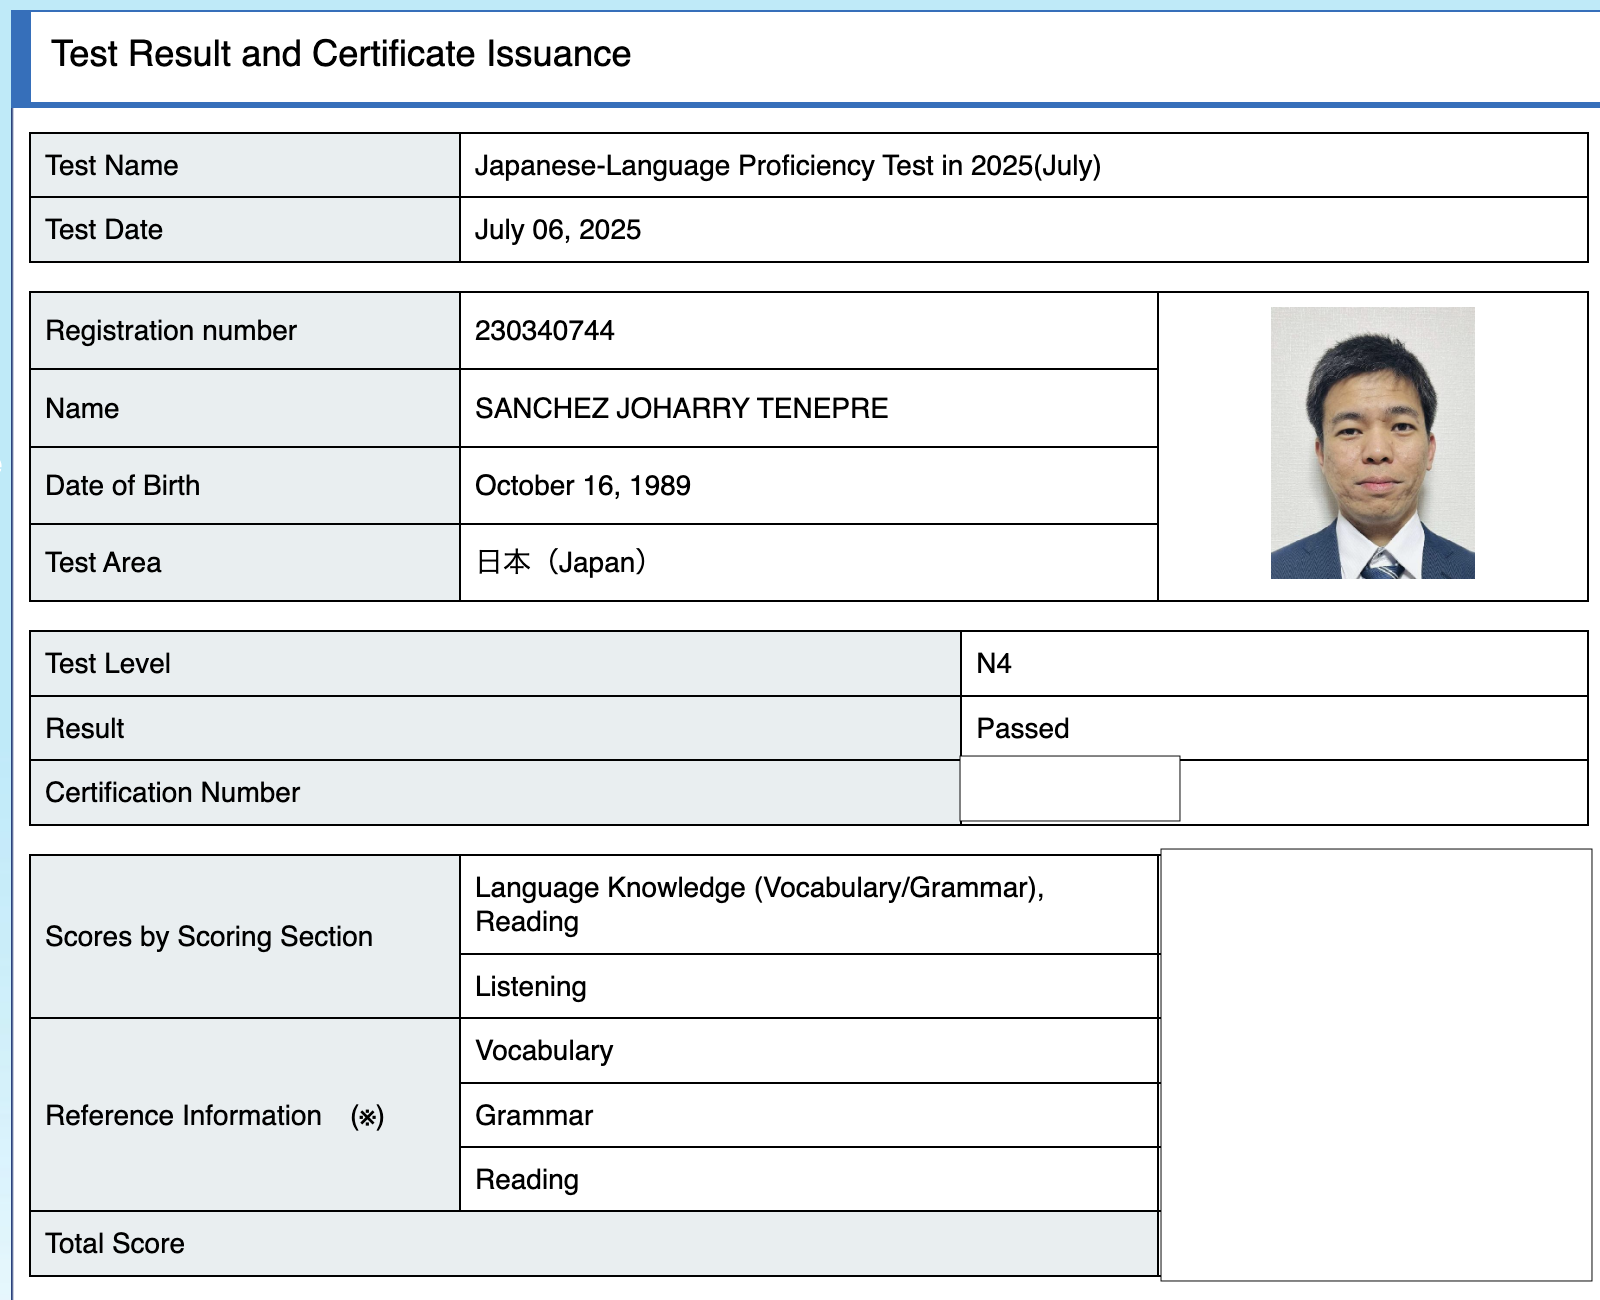 Test Result and Certificate Issuance
Test Name
Japanese-Language Proficiency Test in 2025(July)
Test Date
July 06, 2025
Registration number
230340744
Name
SANCHEZ JOHARRY TENEPRE
Date of Birth
October 16, 1989
Test Area
日本（Japan）
Test Level
N4
Result
Passed
Certification Number
Scores by Scoring Section
Language Knowledge (Vocabulary/Grammar),
Reading
Listening
Reference Information (※)
Vocabulary
Grammar
Reading
Total Score